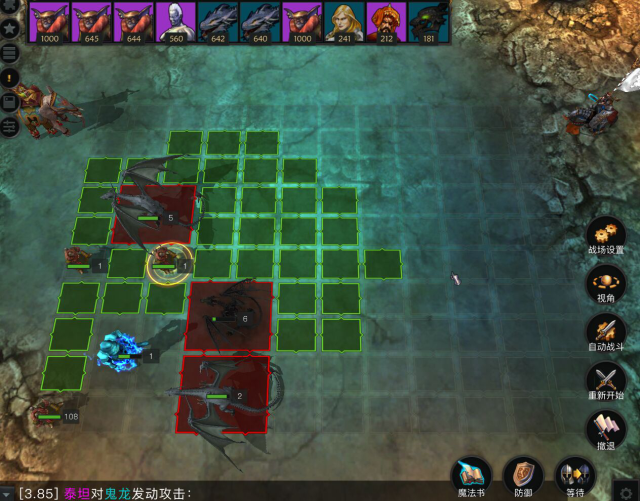 1000 645 644 560 642 640 1000 241 212 181
5
战场设置
1 1
视角
6
自动战斗
1
2
重新开始
108
撤退
魔法书 防御 等待
[3.85] 泰坦对鬼龙发动攻击: